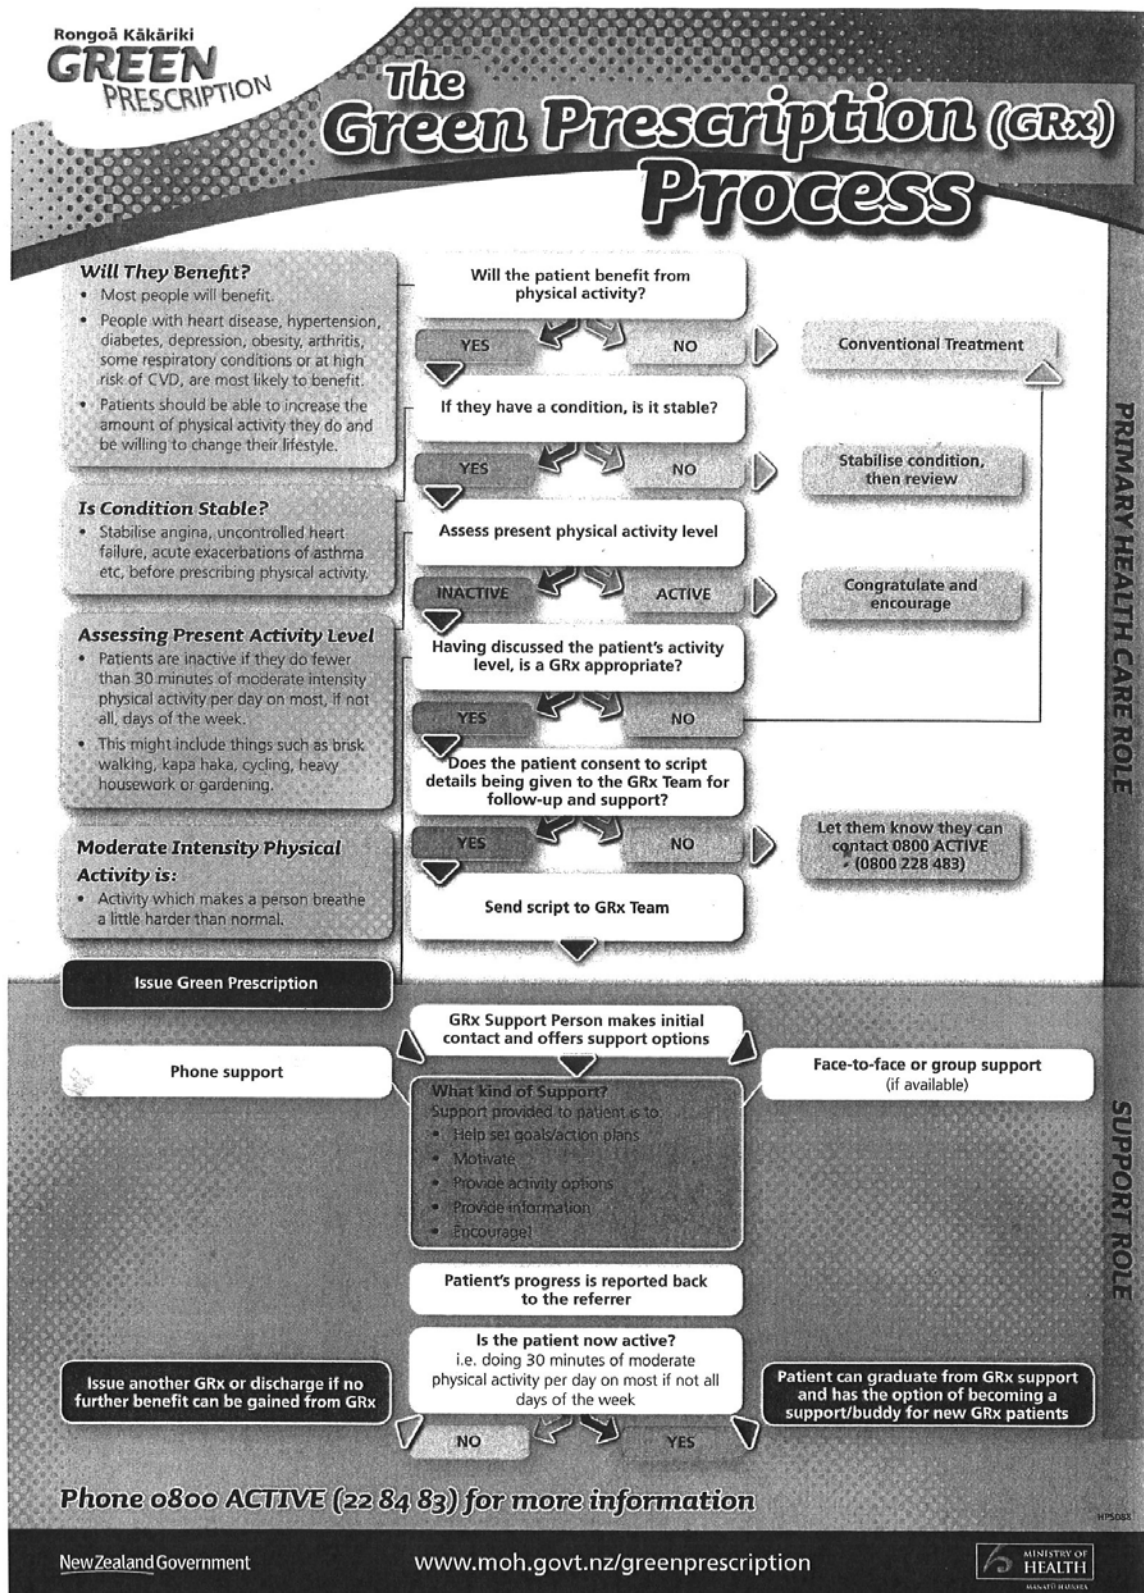 Rongoā Kākāriki
GREEN
PRESCRIPTION
The
Green Prescription (GRx)
Process
Will They Benefit?
• Most people will benefit.
• People with heart disease, hypertension,
diabetes, depression, obesity, arthritis,
some respiratory conditions or at high
risk of CVD, are most likely to benefit.
• Patients should be able to increase the
amount of physical activity they do and
be willing to change their lifestyle.
Is Condition Stable?
• Stabilise angina, uncontrolled heart
failure, acute exacerbations of asthma
etc, before prescribing physical activity.
Assessing Present Activity Level
• Patients are inactive if they do fewer
than 30 minutes of moderate intensity
physical activity per day on most, if not
all, days of the week.
• This might include things such as brisk
walking, kapa haka, cycling, heavy
housework or gardening.
Moderate Intensity Physical
Activity is:
• Activity which makes a person breathe
a little harder than normal.
Issue Green Prescription
Will the patient benefit from
physical activity?
YES
NO
Conventional Treatment
If they have a condition, is it stable?
YES
NO
Stabilise condition,
then review
Assess present physical activity level
INACTIVE
ACTIVE
Congratulate and
encourage
Having discussed the patient's activity
level, is a GRx appropriate?
YES
NO
Does the patient consent to script
details being given to the GRx Team for
follow-up and support?
YES
NO
Let them know they can
contact 0800 ACTIVE
(0800 228 483)
Send script to GRx Team
PRIMARY HEALTH CARE ROLE
GRx Support Person makes initial
contact and offers support options
Phone support
Face-to-face or group support
(if available)
What kind of Support?
Support provided to patient is to:
• Help set goals/action plans
• Motivate
• Provide activity options
• Provide information
• Encourage!
Patient's progress is reported back
to the referrer
Is the patient now active?
i.e. doing 30 minutes of moderate
physical activity per day on most if not all
days of the week
Issue another GRx or discharge if no
further benefit can be gained from GRx
Patient can graduate from GRx support
and has the option of becoming a
support/buddy for new GRx patients
NO
YES
SUPPORT ROLE
Phone 0800 ACTIVE (22 84 83) for more information
HP5088
New Zealand Government
www.moh.govt.nz/greenprescription
MINISTRY OF
HEALTH
MANATŪ HAUORA